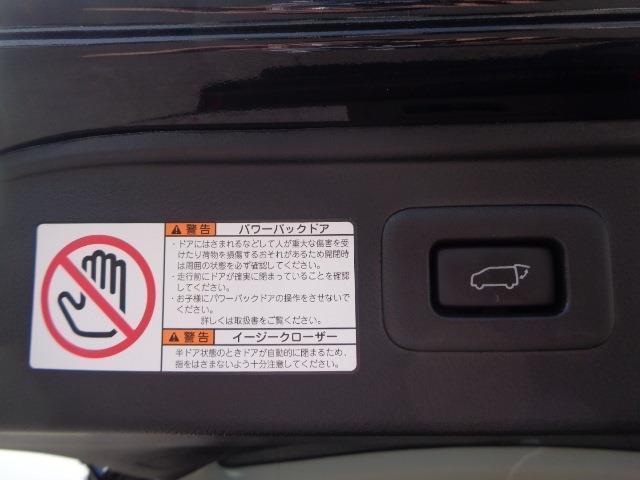 警告 パワーバックドア
・ドアにはさまれるなどして人が重大な傷害を受
けたり荷物を損傷するおそれがあるため開閉時
は周囲の状態を必ず確認してください。
・走行前にドアが確実に閉まっていることを確認
してください。
・お子様にパワーバックドアの操作をさせないで
ください。
詳しくは取扱書をご覧ください。
警告 イージークローザー
半ドア状態のときドアが自動的に閉まるため、
指をはさまないよう十分注意してください。